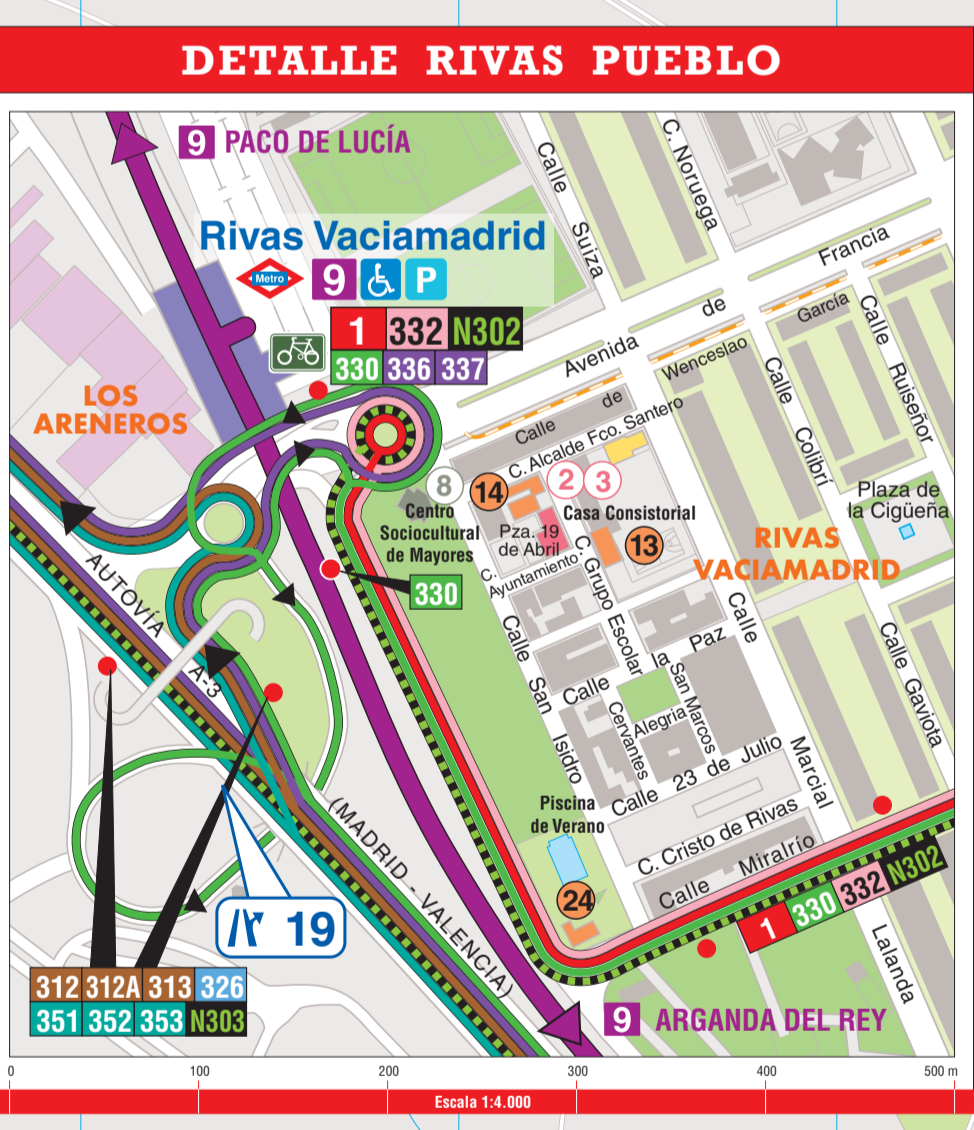 DETALLE RIVAS PUEBLO
9 PACO DE LUCÍA
Rivas Vaciamadrid
Metro 9 P
1 332 N302
330 336 337
Calle Suiza
C. Noruega
Avenida de Francia
Calle de Wenceslao García
Calle Ruiseñor
Calle Colibrí
LOS
ARENEROS
C. Alcalde Fco. Santero
8
14
2
3
Centro
Sociocultural
de Mayores
Casa Consistorial
Pza. 19
de Abril
13
Plaza de
la Cigüeña
RIVAS
VACIAMADRID
330
C.
Ayuntamiento
C. Grupo Escolar
Calle San Isidro
Calle la Paz
Calle Marcial Lalanda
Calle Gaviota
Cervantes
Alegría
San Marcos
Calle 23 de Julio
AUTOVÍA A-3
(MADRID - VALENCIA)
Piscina
de Verano
C. Cristo de Rivas
Calle Miralrío
24
1 330 332 N302
19
312 312A 313 326
351 352 353 N303
9 ARGANDA DEL REY
0 100 200 300 400 500 m
Escala 1:4.000